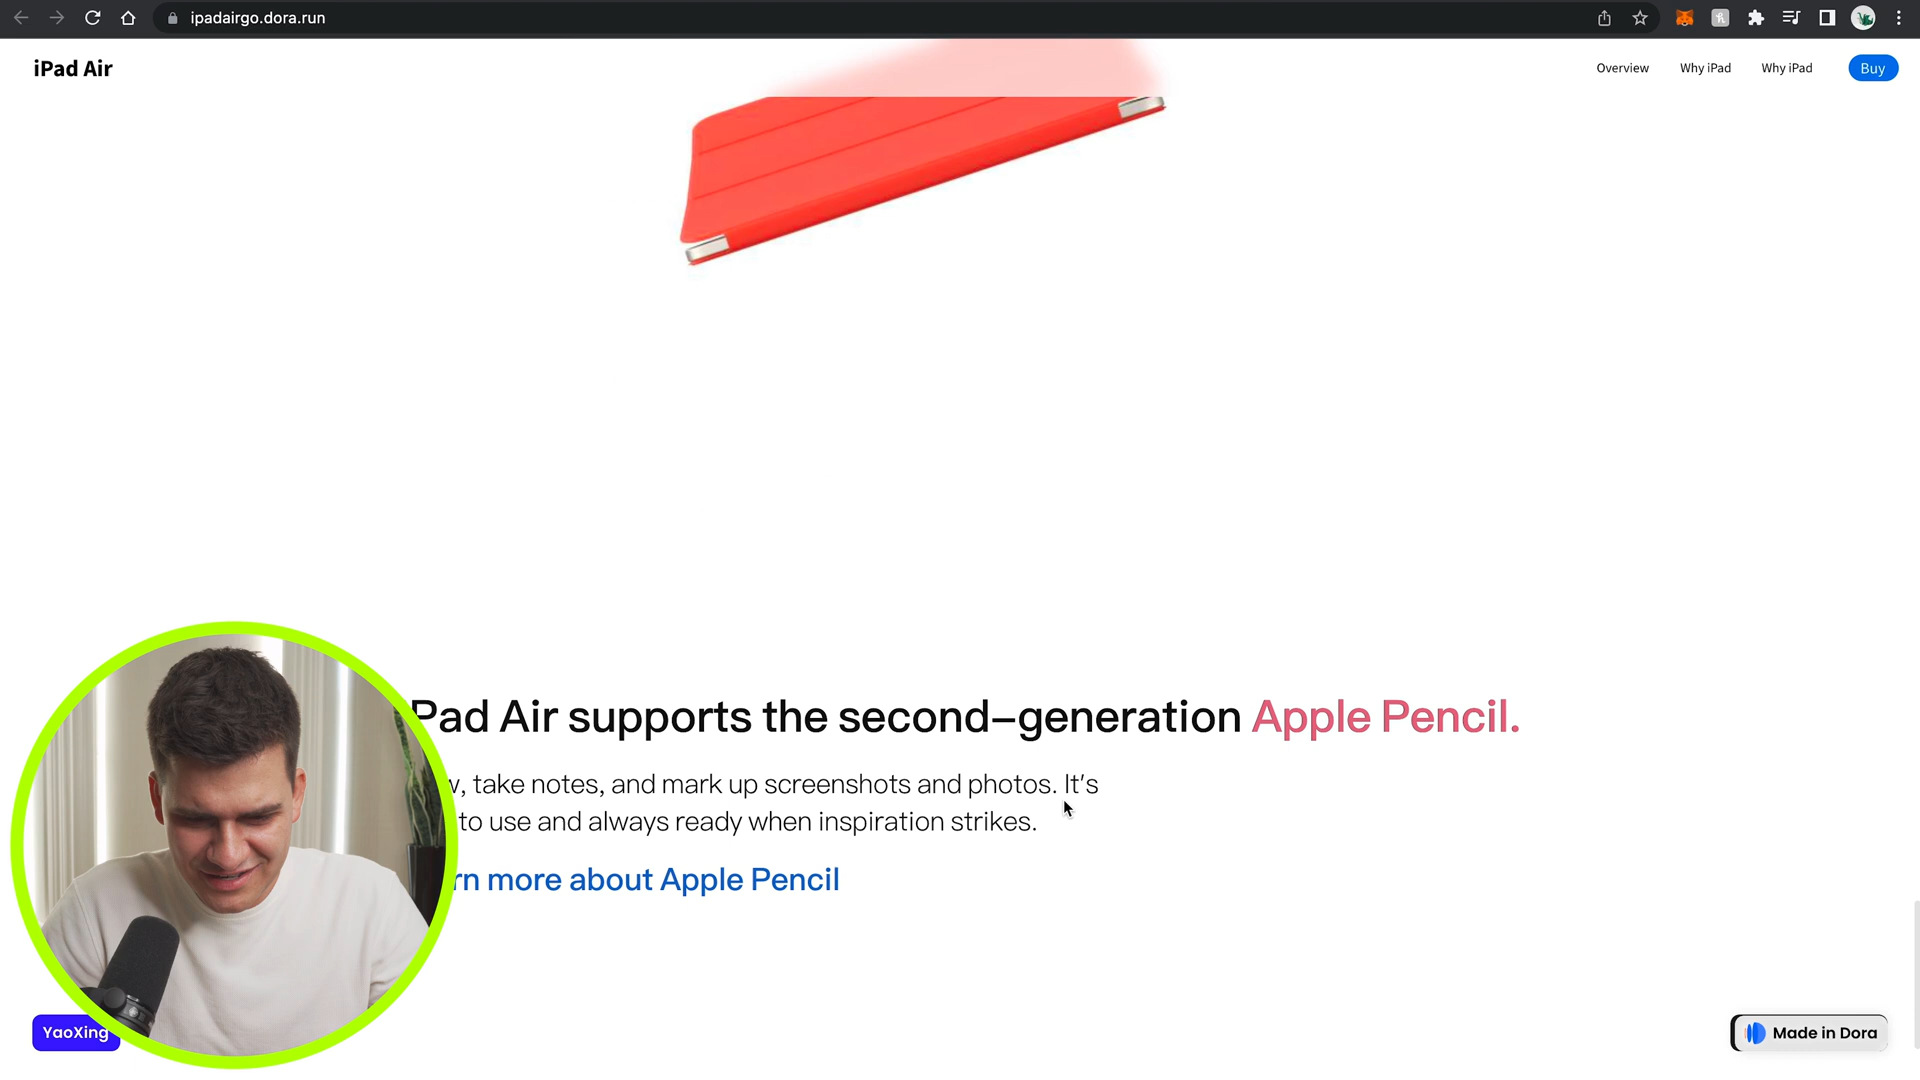 ipadairgo.dora.run
iPad Air
Overview
Why iPad
Why iPad
Buy
Pad Air supports the second-generation Apple Pencil.
take notes, and mark up screenshots and photos. It's
to use and always ready when inspiration strikes.
more about Apple Pencil
YaoXing
Made in Dora